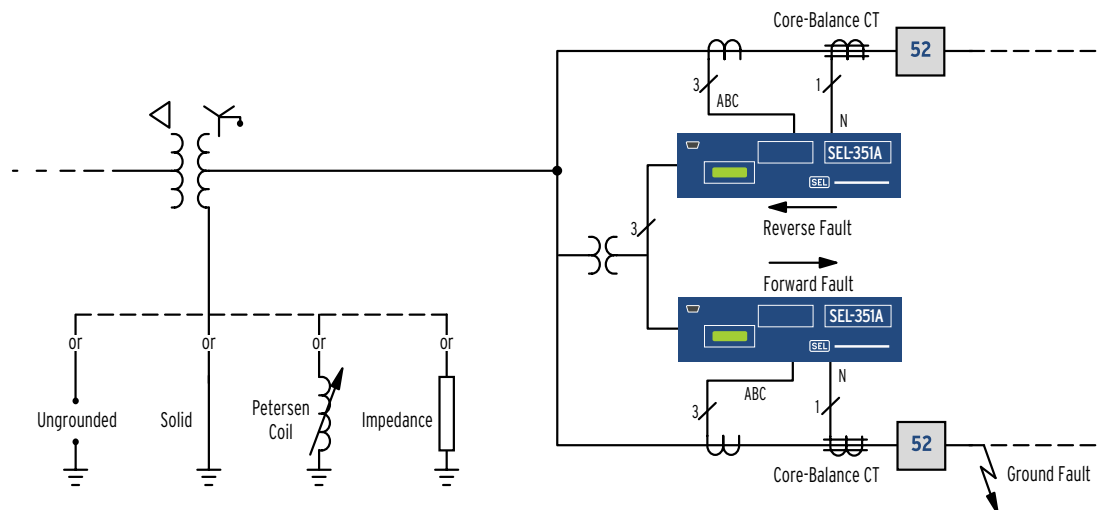 Core-Balance CT
52
3
ABC
1
N
SEL-351A
SEL
3
Reverse Fault
Forward Fault
SEL-351A
SEL
or
or
or
or
Ungrounded
Solid
Petersen
Coil
Impedance
3
ABC
1
N
52
Core-Balance CT
Ground Fault